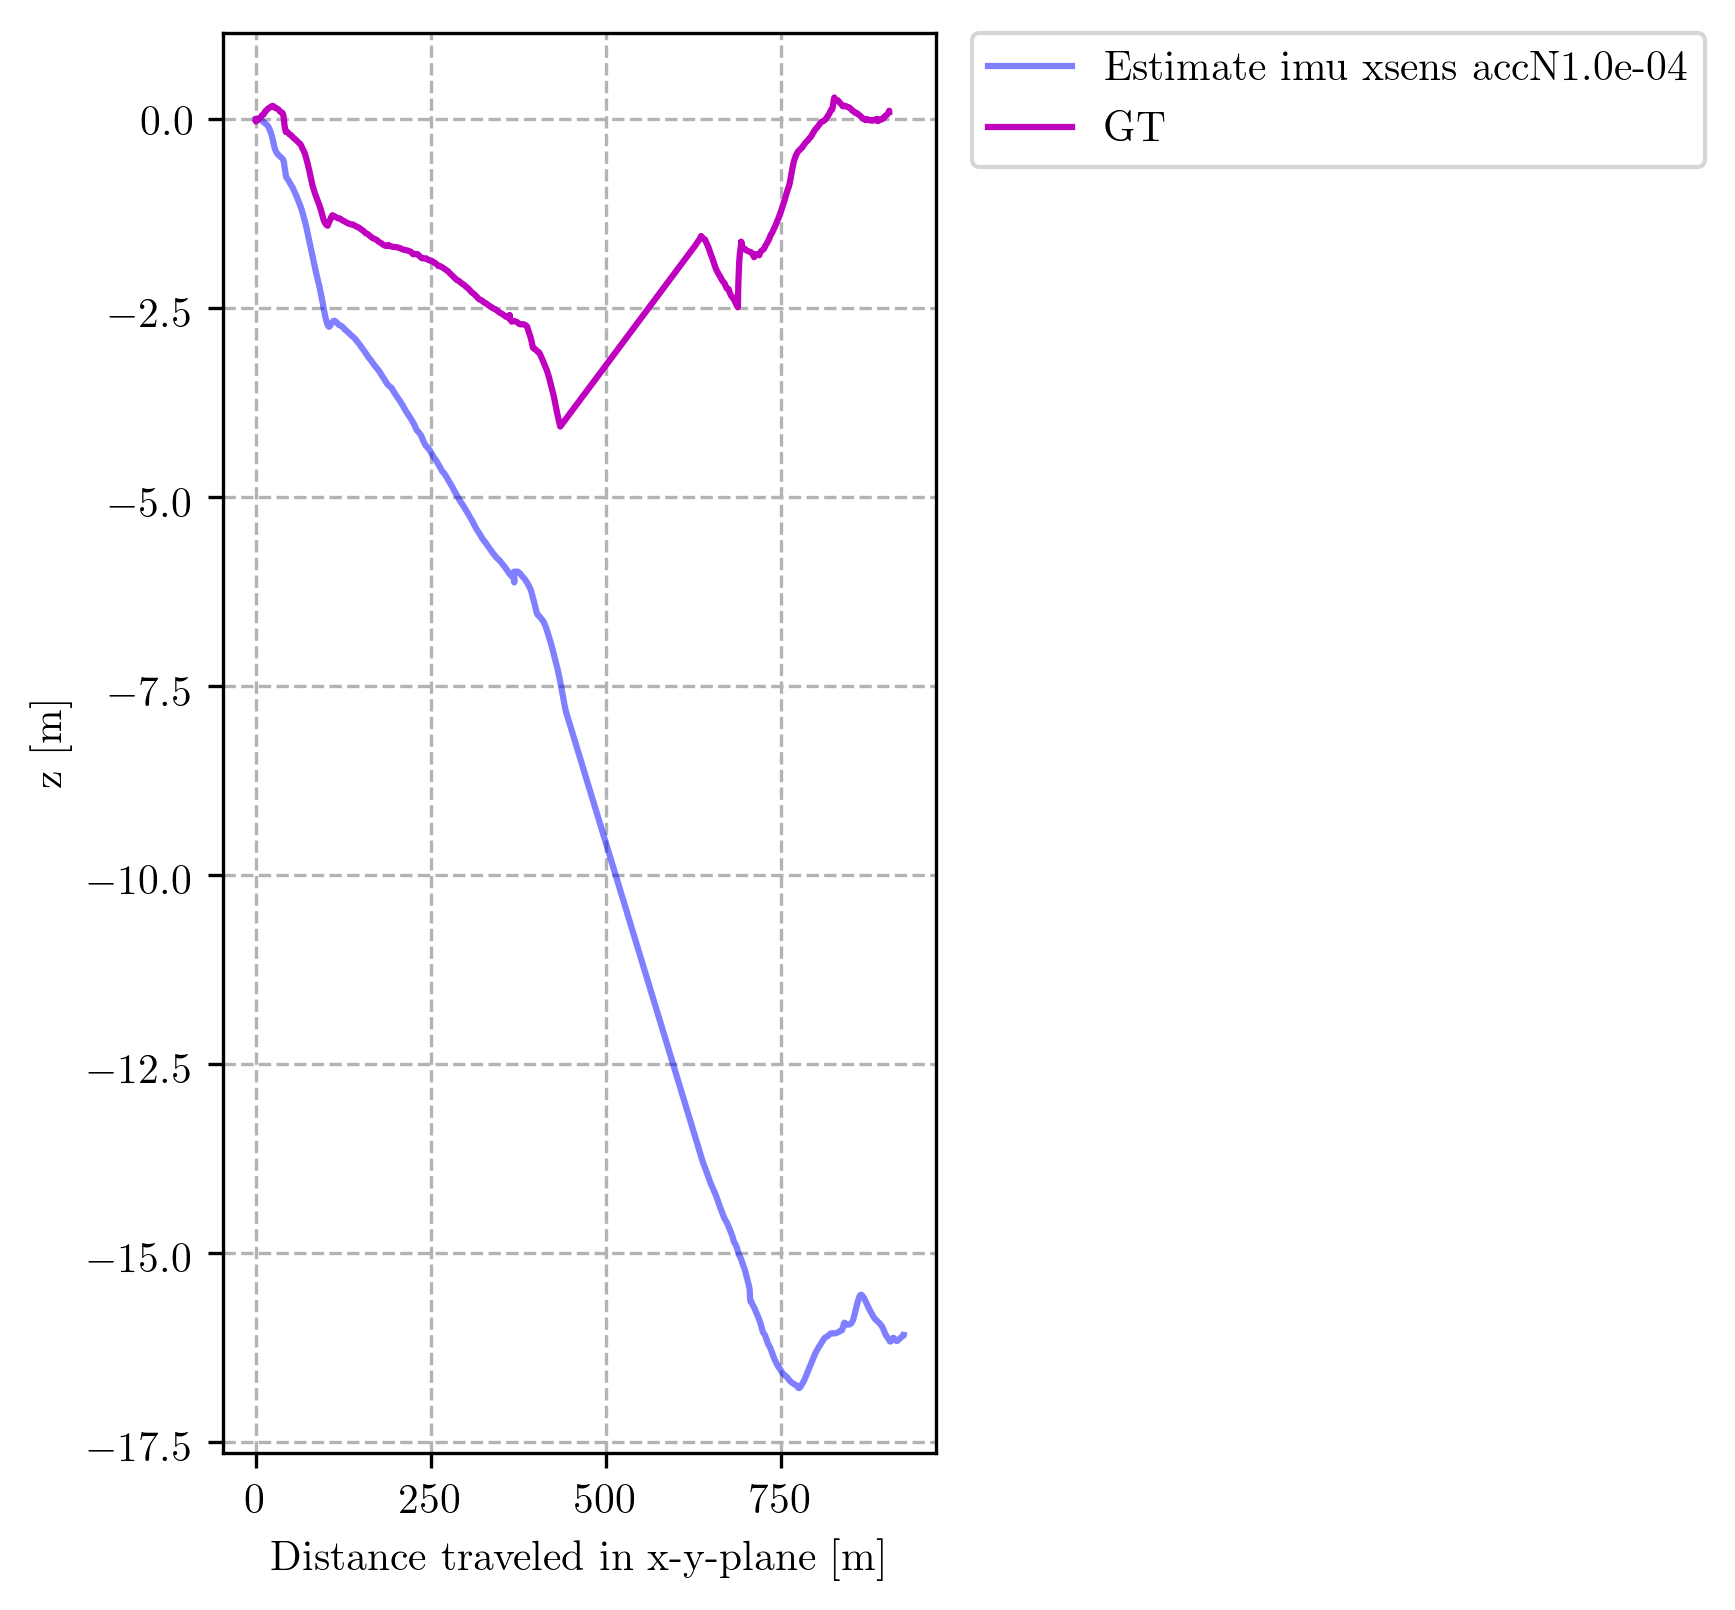 Estimate imu xsens accN1.0e-04
GT
0.0
−2.5
−5.0
−7.5
−10.0
−12.5
−15.0
−17.5
z [m]
0 250 500 750
Distance traveled in x-y-plane [m]